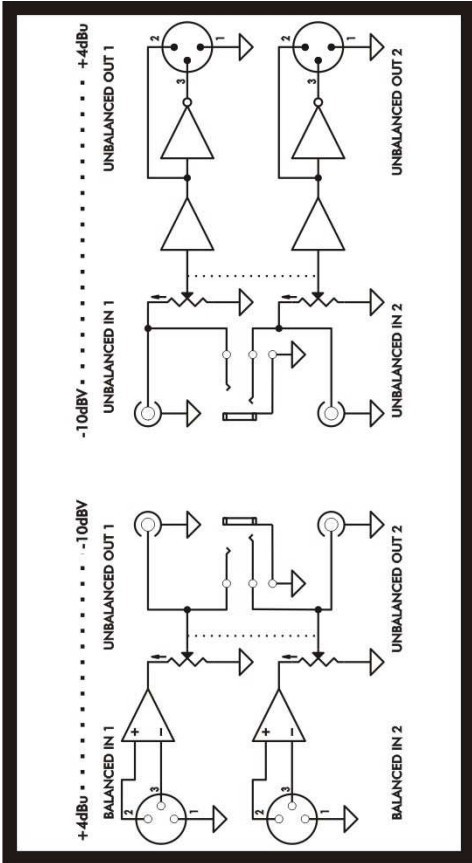 +4dBu . . . . . . . . . . . -10dBV
-10dBV . . . . . . . . . . . . . . . . . . +4dBu
BALANCED IN 1
UNBALANCED OUT 1
UNBALANCED IN 1
UNBALANCED OUT 1
2
+
−
3
1
2
3
1
2
+
−
3
1
2
3
1
BALANCED IN 2
UNBALANCED OUT 2
UNBALANCED IN 2
UNBALANCED OUT 2